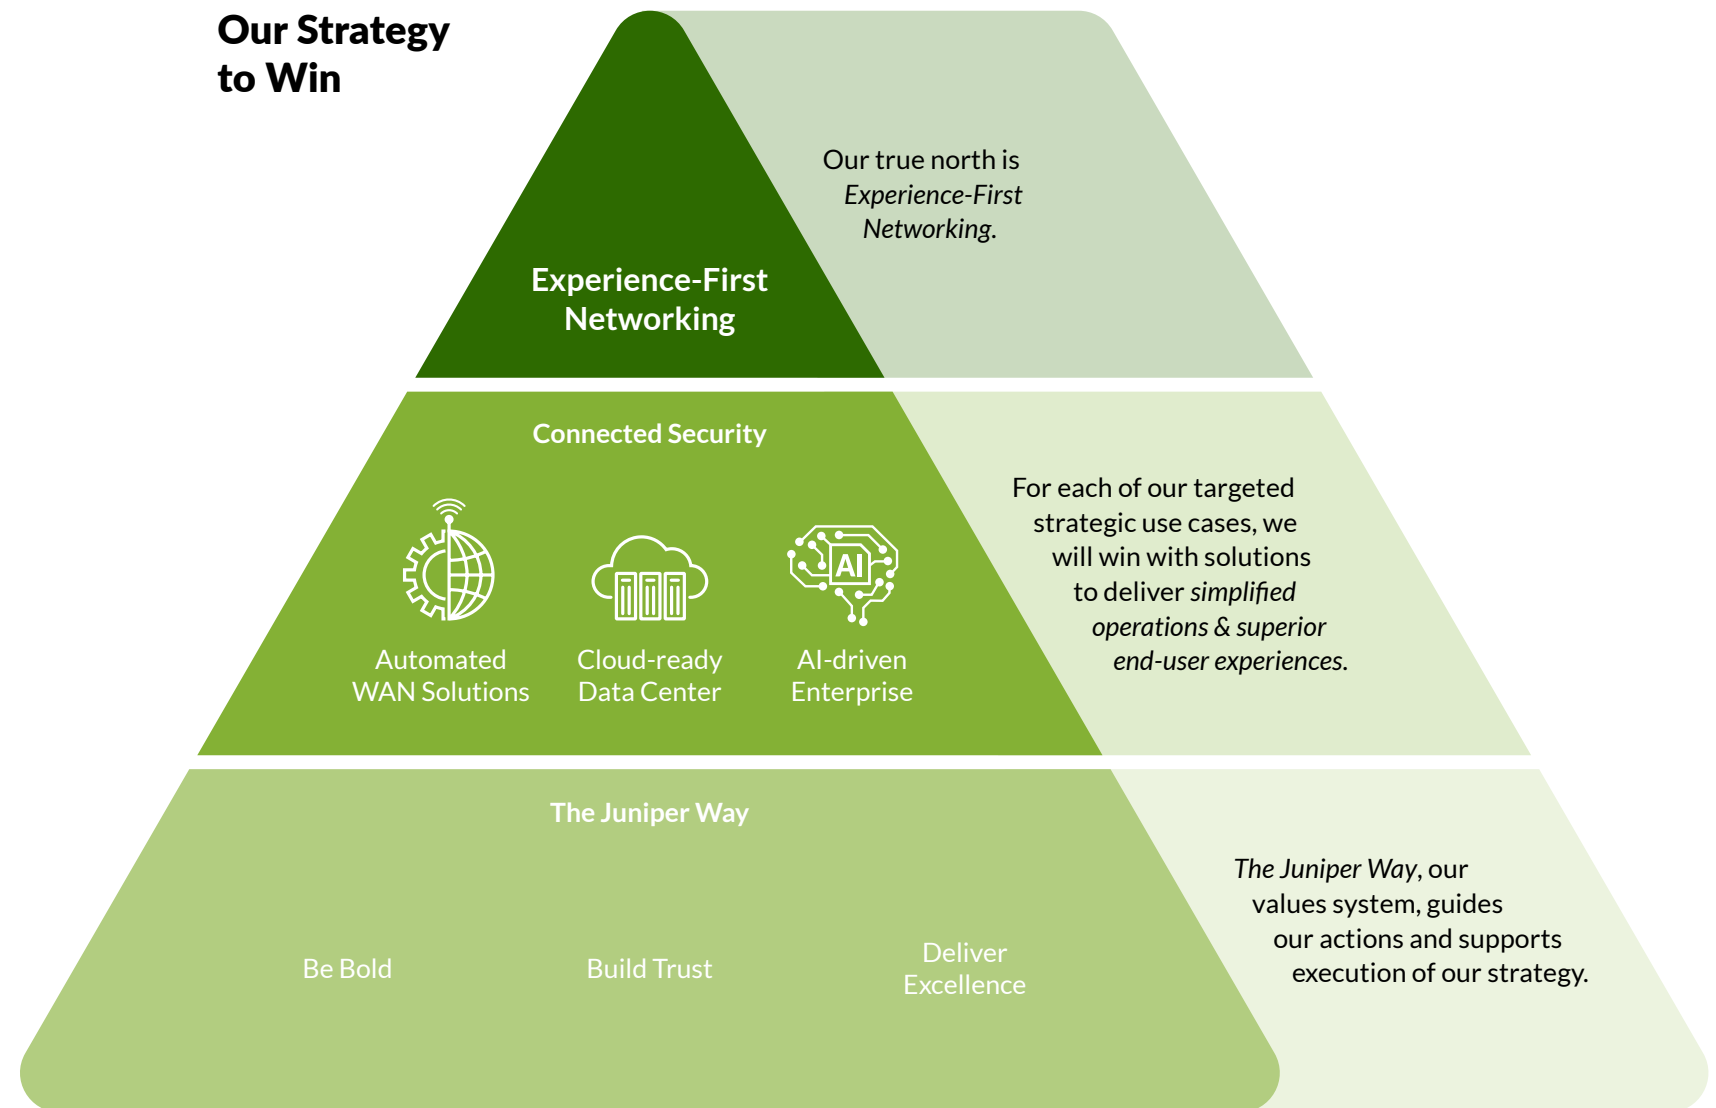 Our Strategy
to Win
Experience-First
Networking
Our true north is
Experience-First
Networking.
Connected Security
AI
Automated
WAN Solutions
Cloud-ready
Data Center
AI-driven
Enterprise
For each of our targeted
strategic use cases, we
will win with solutions
to deliver simplified
operations & superior
end-user experiences.
The Juniper Way
Be Bold
Build Trust
Deliver
Excellence
The Juniper Way, our
values system, guides
our actions and supports
execution of our strategy.